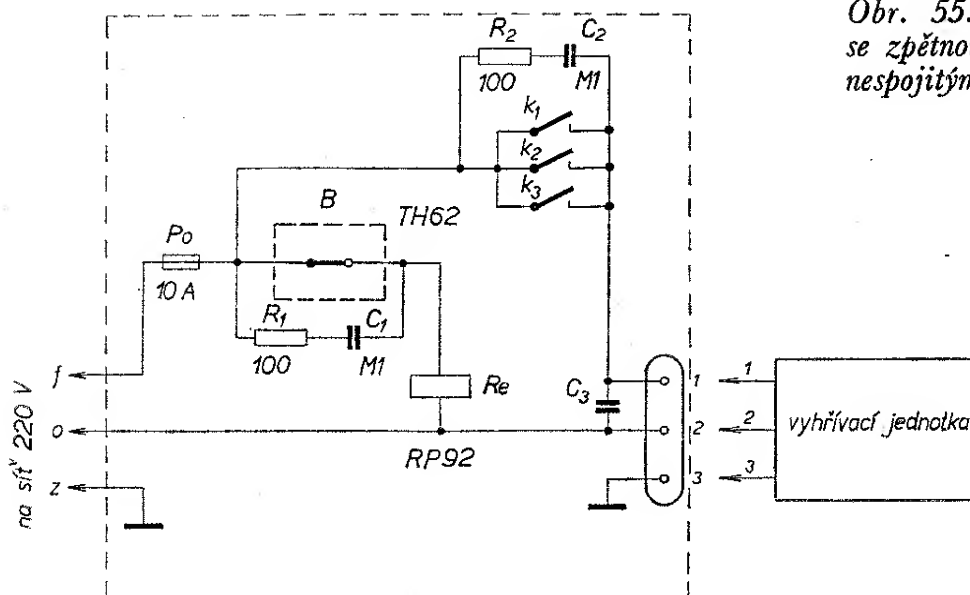 Obr. 55.
se zpětno
nespojitým
R2
C2
100
M1
k1
k2
k3
B
TH62
Po
10 A
R1
C1
100
M1
Re
RP92
C3
na síť 220 V
f
o
z
1
2
3
1
2
3
vyhřívací jednotka